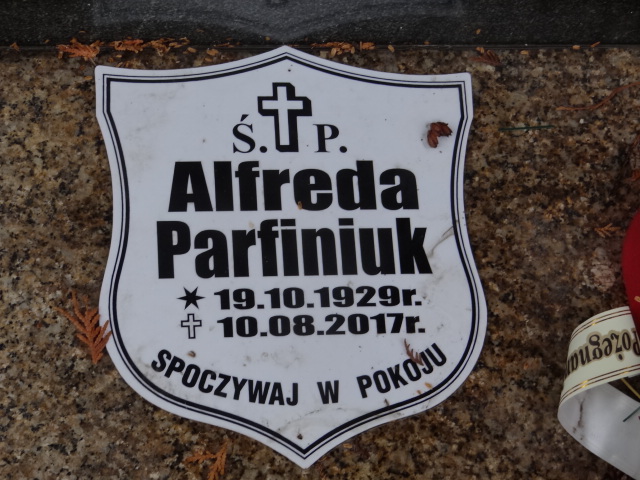 Ś. P.
Alfreda
Parfiniuk
19.10.1929r.
10.08.2017r.
SPOCZYWAJ W POKOJU